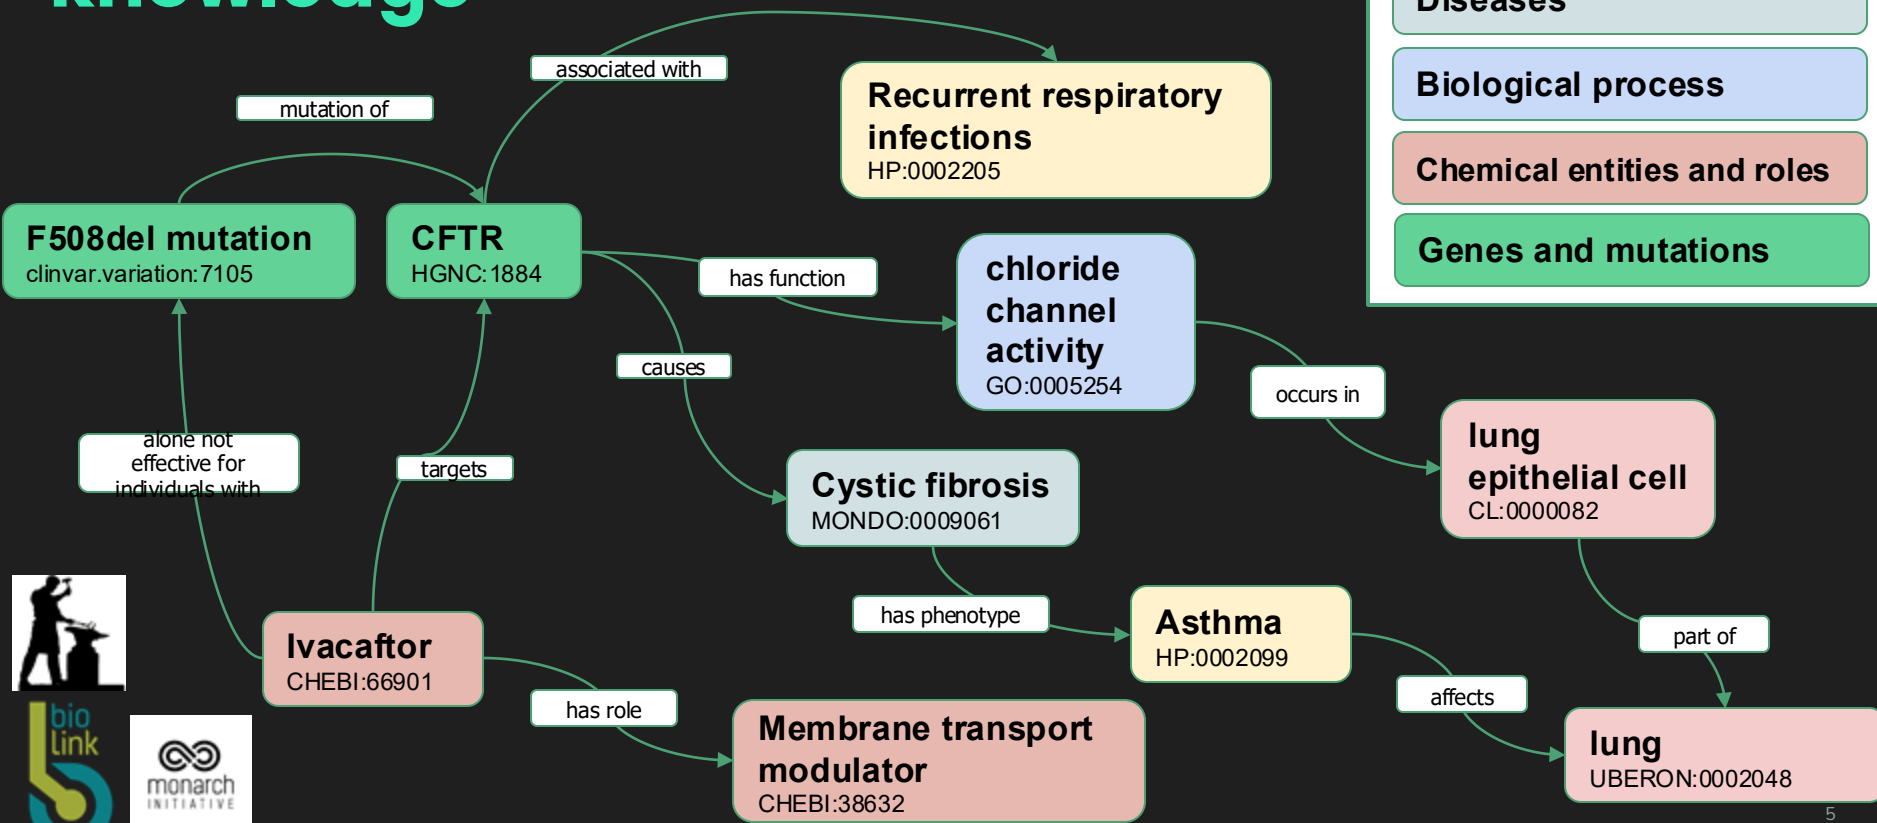 knowledge
Diseases
associated with
Biological process
mutation of
Recurrent respiratory
infections
HP:0002205
Chemical entities and roles
F508del mutation
clinvar.variation:7105
CFTR
HGNC:1884
Genes and mutations
has function
chloride
channel
activity
GO:0005254
causes
occurs in
alone not
effective for
individuals with
targets
lung
epithelial cell
CL:0000082
Cystic fibrosis
MONDO:0009061
has phenotype
Asthma
HP:0002099
part of
Ivacaftor
CHEBI:66901
has role
affects
Membrane transport
modulator
CHEBI:38632
lung
UBERON:0002048
bio
link
monarch
INITIATIVE
5